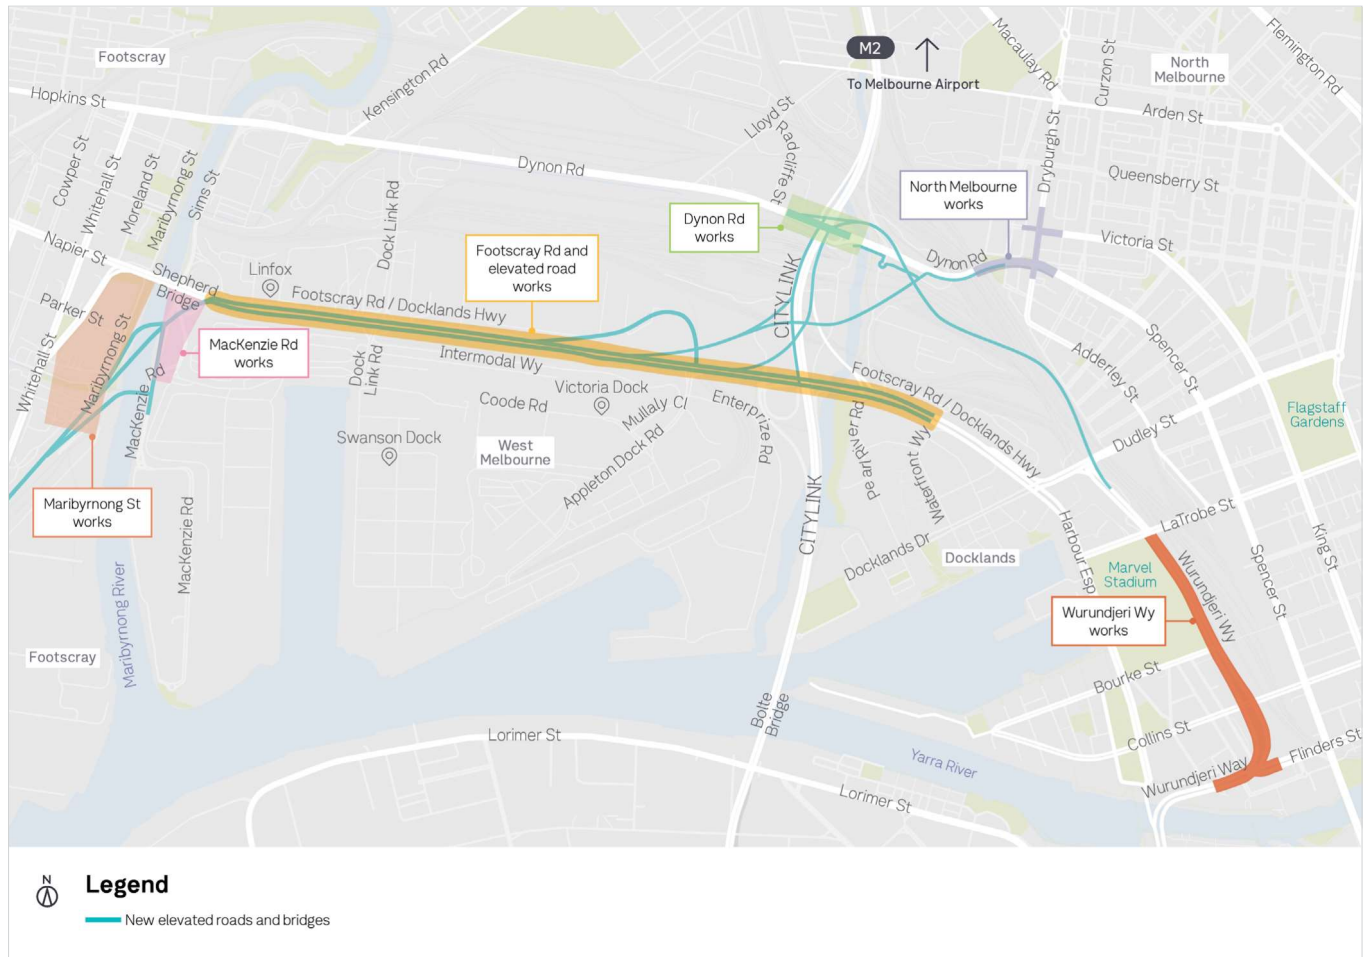 M2
To Melbourne Airport
Footscray
North
Melbourne
Flemington Rd
Macaulay Rd
Curzon St
Kensington Rd
Hopkins St
Arden St
Lloyd St
Radcliffe St
Dryburgh St
Cowper St
Whitehall St
Moreland St
Maribyrnong St
Sims St
Dynon Rd
Queensberry St
North Melbourne
works
Dock Link Rd
Dynon Rd
works
Napier St
Victoria St
Footscray Rd and
elevated road
works
Dynon Rd
Shepherd
Bridge
Linfox
CITYLINK
Footscray Rd / Docklands Hwy
Parker St
Spencer St
MacKenzie Rd
works
Whitehall St
Maribyrnong St
Intermodal Wy
Dock
Link Rd
Adderley St
MacKenzie Rd
Footscray Rd / Docklands Hwy
Victoria Dock
Coode Rd
Mullaly Cl
Enterprize Rd
Flagstaff
Gardens
Pearl River Rd
Waterfront Wy
Dudley St
Swanson Dock
West
Melbourne
Appleton Dock Rd
Maribyrnong St
works
MacKenzie Rd
CITYLINK
LaTrobe St
Harbour Esp
King St
Docklands Dr
Docklands
Marvel
Stadium
Wurundjeri Wy
Spencer St
Wurundjeri Wy
works
Maribyrnong River
Footscray
Bourke St
Bolte
Bridge
Lorimer St
Collins St
Flinders St
Yarra River
Wurundjeri Way
Lorimer St
N
Legend
New elevated roads and bridges